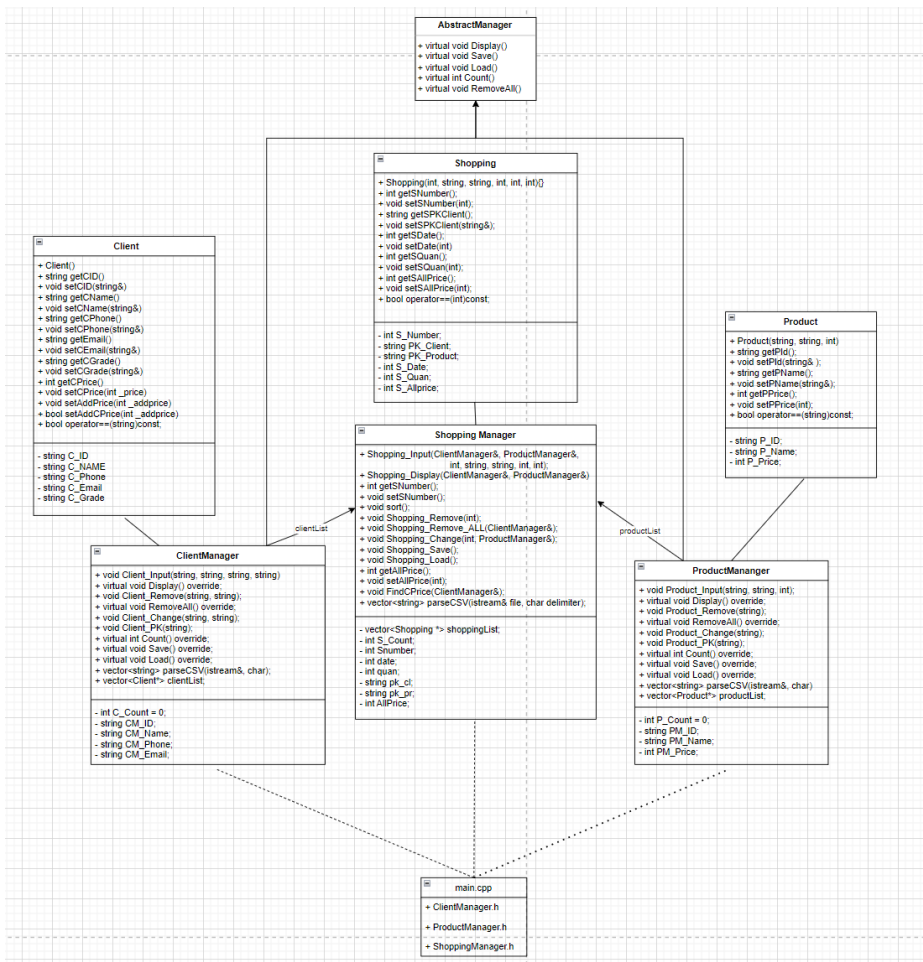 AbstractManager
+ virtual void Display()
+ virtual void Save()
+ virtual void Load()
+ virtual int Count()
+ virtual void RemoveAll()
Shopping
+ Shopping(int, string, string, int, int, int){}
+ int getSNumber();
+ void setSNumber(int);
+ string getSPKClient();
+ void setSPKClient(string&);
+ int getSDate();
+ void setDate(int)
+ int getSQuan();
+ void setSQuan(int);
+ int getSAllPrice();
+ void setSAllPrice(int);
+ bool operator==(int)const;
- int S_Number;
- string PK_Client;
- string PK_Product;
- int S_Date;
- int S_Quan;
- int S_Allprice;
Client
+ Client()
+ string getCID()
+ void setCID(string&)
+ string getCName()
+ void setCName(string&)
+ string getCPhone()
+ void setCPhone(string&)
+ string getEmail()
+ void setCEmail(string&)
+ string getCGrade()
+ void setCGrade(string&)
+ int getCPrice()
+ void setCPrice(int _price)
+ void setAddPrice(int _addprice)
+ bool setAddCPrice(int _addprice)
+ bool operator==(string)const;
- string C_ID
- string C_NAME
- string C_Phone
- string C_Email
- string C_Grade
Product
+ Product(string, string, int)
+ string getPId();
+ void setPId(string& );
+ string getPName();
+ void setPName(string&);
+ int getPPrice();
+ void setPPrice(int);
+ bool operator==(string)const;
- string P_ID;
- string P_Name;
- int P_Price;
Shopping Manager
+ Shopping_Input(ClientManager&, ProductManager&,
int, string, string, int, int);
+ Shopping_Display(ClientManager&, ProductManager&)
+ int getSNumber();
+ void setSNumber();
+ void sort();
+ void Shopping_Remove(int);
+ void Shopping_Remove_ALL(ClientManager&);
+ void Shopping_Change(int, ProductManager&);
+ void Shopping_Save();
+ void Shopping_Load();
+ int getAllPrice();
+ void setAllPrice(int);
+ void FindCPrice(ClientManager&);
+ vector<string> parseCSV(istream& file, char delimiter);
- vector<Shopping *> shoppingList;
- int S_Count;
- int Snumber;
- int date;
- int quan;
- string pk_cl;
- string pk_pr;
- int AllPrice;
clientList
productList
ClientManager
+ void Client_Input(string, string, string, string)
+ virtual void Display() override;
+ void Client_Remove(string, string);
+ virtual void RemoveAll() override;
+ void Client_Change(string, string);
+ void Client_PK(string);
+ virtual int Count() override;
+ virtual void Save() override;
+ virtual void Load() override;
+ vector<string> parseCSV(istream&, char);
+ vector<Client*> clientList;
- int C_Count = 0;
- string CM_ID;
- string CM_Name;
- string CM_Phone;
- string CM_Email;
ProductMananger
+ void Product_Input(string, string, int);
+ virtual void Display() override;
+ void Product_Remove(string);
+ virtual void RemoveAll() override;
+ void Product_Change(string);
+ void Product_PK(string);
+ virtual int Count() override;
+ virtual void Save() override;
+ virtual void Load() override;
+ vector<string> parseCSV(istream&, char)
+ vector<Product*> productList;
- int P_Count = 0;
- string PM_ID;
- string PM_Name;
- int PM_Price;
main.cpp
+ ClientManager.h
+ ProductManager.h
+ ShoppingManager.h